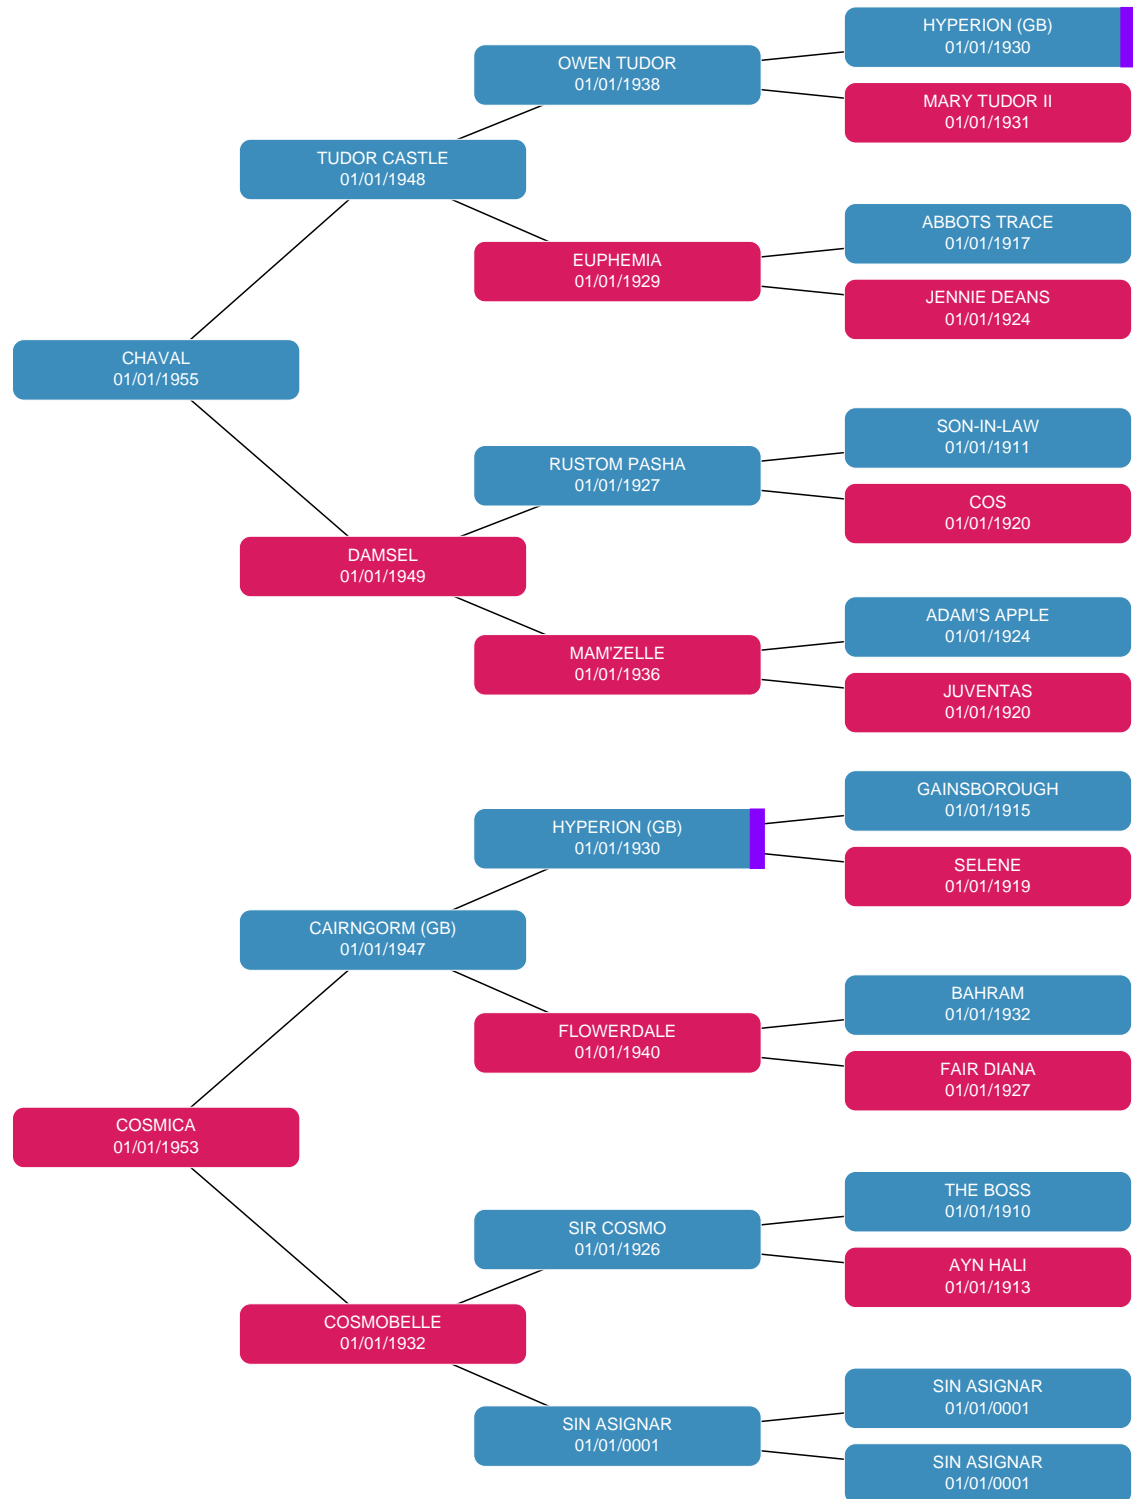 HYPERION (GB)
01/01/1930
OWEN TUDOR
01/01/1938
MARY TUDOR II
01/01/1931
TUDOR CASTLE
01/01/1948
ABBOTS TRACE
01/01/1917
EUPHEMIA
01/01/1929
JENNIE DEANS
01/01/1924
CHAVAL
01/01/1955
SON-IN-LAW
01/01/1911
RUSTOM PASHA
01/01/1927
COS
01/01/1920
DAMSEL
01/01/1949
ADAM'S APPLE
01/01/1924
MAM'ZELLE
01/01/1936
JUVENTAS
01/01/1920
GAINSBOROUGH
01/01/1915
HYPERION (GB)
01/01/1930
SELENE
01/01/1919
CAIRNGORM (GB)
01/01/1947
BAHRAM
01/01/1932
FLOWERDALE
01/01/1940
FAIR DIANA
01/01/1927
COSMICA
01/01/1953
THE BOSS
01/01/1910
SIR COSMO
01/01/1926
AYN HALI
01/01/1913
COSMOBELLE
01/01/1932
SIN ASIGNAR
01/01/0001
SIN ASIGNAR
01/01/0001
SIN ASIGNAR
01/01/0001